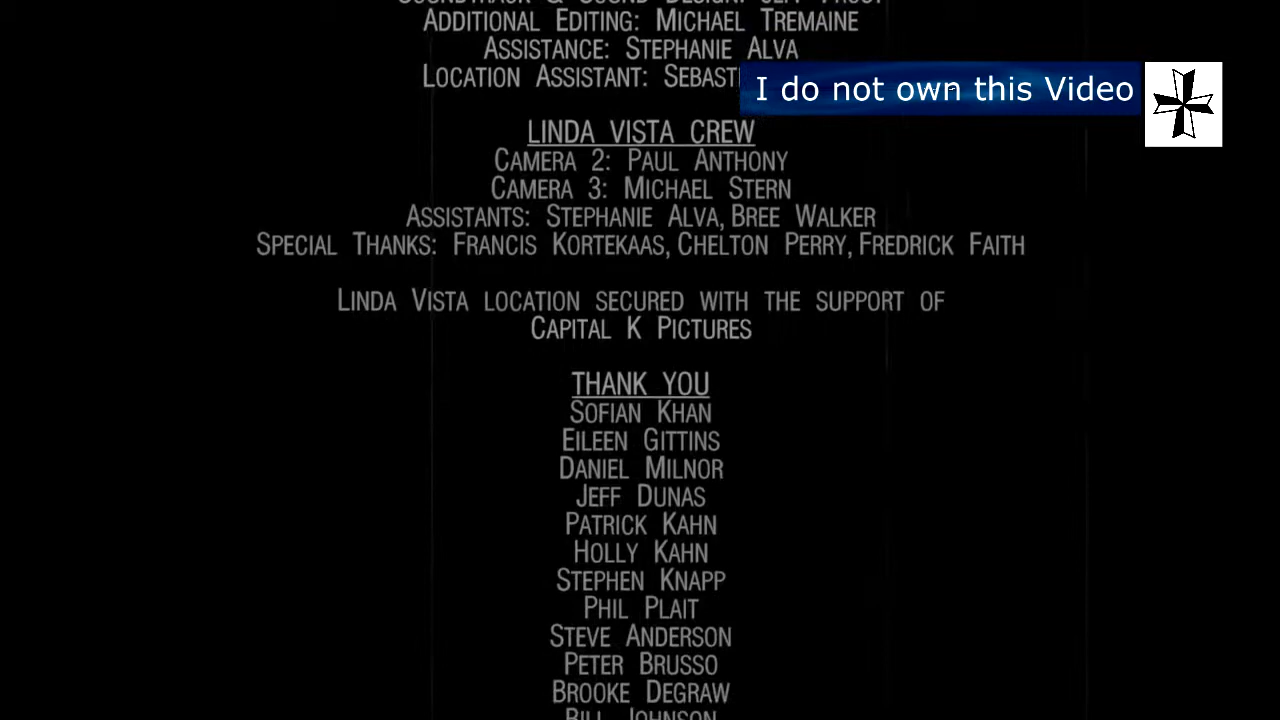 ADDITIONAL EDITING: MICHAEL TREMAINE
ASSISTANCE: STEPHANIE ALVA
LOCATION ASSISTANT:
I do not own this Video
LINDA VISTA CREW
CAMERA 2: PAUL ANTHONY
CAMERA 3: MICHAEL STERN
ASSISTANTS: STEPHANIE ALVA, BREE WALKER
SPECIAL THANKS: FRANCIS KORTEKAAS, CHELTON PERRY, FREDRICK FAITH
LINDA VISTA LOCATION SECURED WITH THE SUPPORT OF
CAPITAL K PICTURES
THANK YOU
SOFIAN KHAN
EILEEN GITTINS
DANIEL MILNOR
JEFF DUNAS
PATRICK KAHN
HOLLY KAHN
STEPHEN KNAPP
PHIL PLAIT
STEVE ANDERSON
PETER BRUSSO
BROOKE DEGRAW
BILL JOHNSON